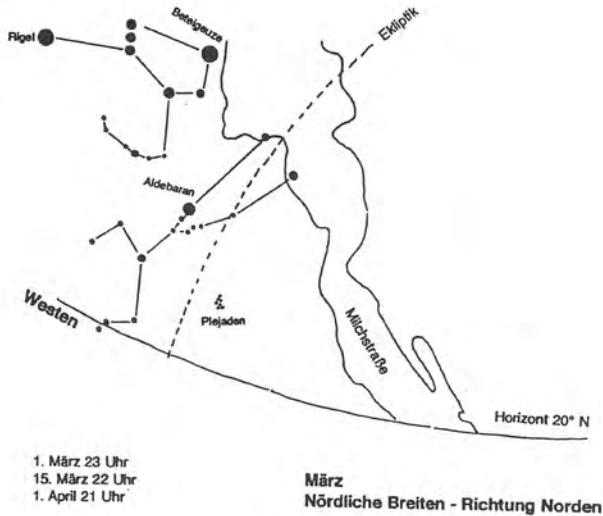 Beteigeuze
Rigel
Ekliptik
Aldebaran
Westen
Plejaden
Milchstraße
Horizont 20° N
1. März 23 Uhr
15. März 22 Uhr
1. April 21 Uhr
März
Nördliche Breiten - Richtung Norden